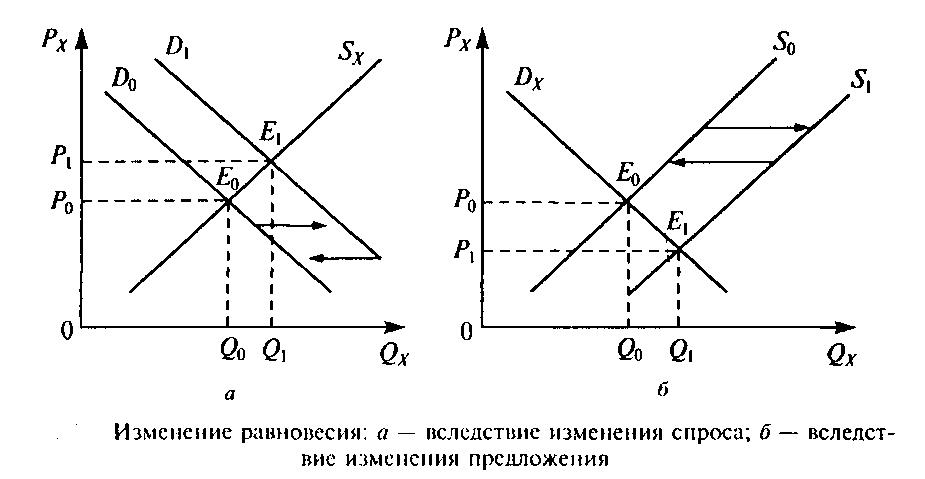 P_X D_1 S_X
D_0
E_1
P_1
E_0
P_0
0
Q_0 Q_1 Q_X
а
P_X S_0
D_X S_1
E_0
P_0
E_1
P_1
0
Q_0 Q_1 Q_X
б
Изменение равновесия: а — вследствие изменения спроса; б — вследст-
вие изменения предложения